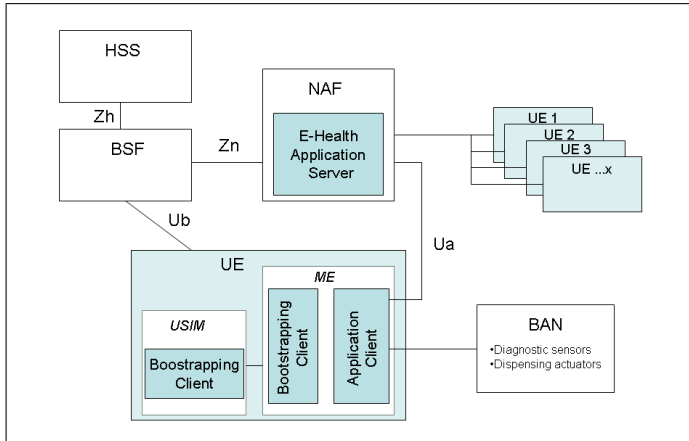 HSS
Zh
BSF
Zn
NAF
E-Health
Application
Server
UE 1
UE 2
UE 3
UE ...x
Ub
Ua
UE
ME
USIM
Boostrapping
Client
Bootstrapping
Client
Application
Client
BAN
•Diagnostic sensors
•Dispensing actuators